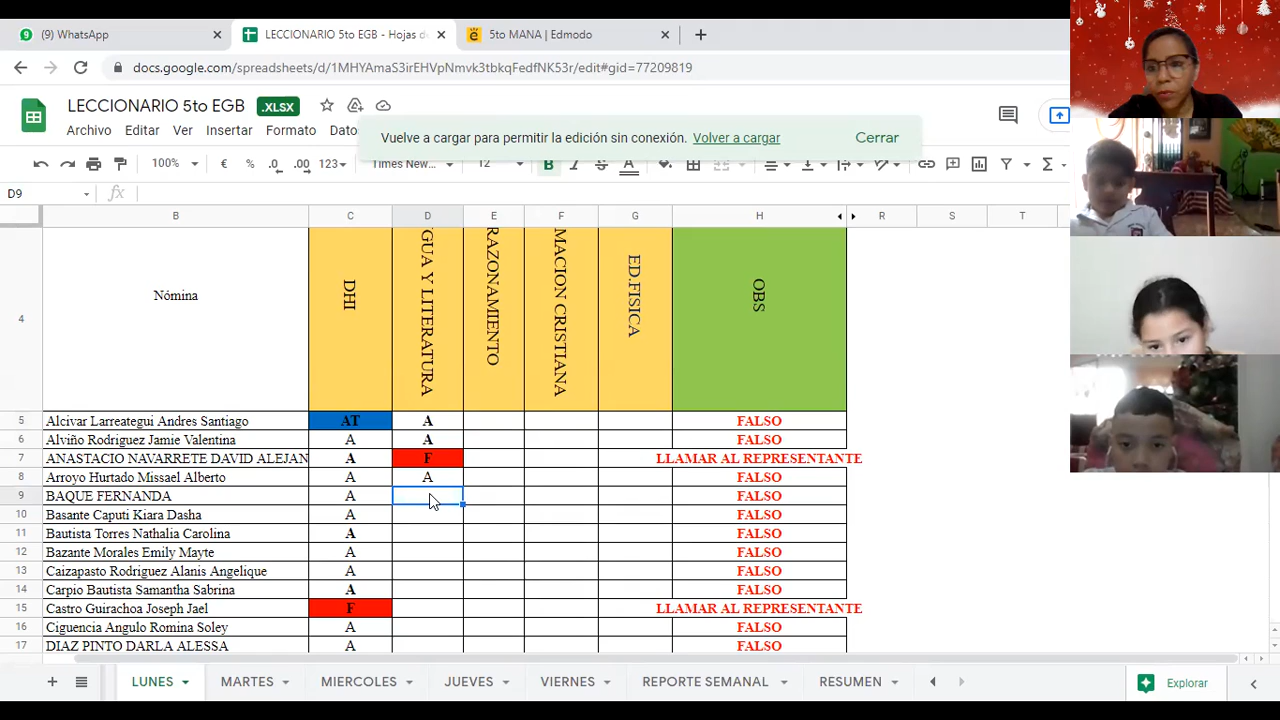 WhatsApp
LECCIONARIO 5to EGB - Hojas de
5to MANA | Edmodo
docs.google.com/spreadsheets/d/1MHYAmaS3irEHVpNmvk3tbkqFedfNK53r/edit#gid=77209819
LECCIONARIO 5to EGB .XLSX
Archivo Editar Ver Insertar Formato Dato
Vuelve a cargar para permitir la edición sin conexión. Volver a cargar Cerrar
100% € % .0 .00 123 Times New... 12 B I S A
D9 fx
B C D E F G H R S T
4 Nómina DHI GUA Y LITERATURA RAZONAMIENTO MACION CRISTIANA ED.FISICA OBS
5 Alcivar Larreategui Andres Santiago AT A FALSO
6 Alviño Rodriguez Jamie Valentina A A FALSO
7 ANASTACIO NAVARRETE DAVID ALEJAN A F LLAMAR AL REPRESENTANTE
8 Arroyo Hurtado Missael Alberto A A FALSO
9 BAQUE FERNANDA A FALSO
10 Basante Caputi Kiara Dasha A FALSO
11 Bautista Torres Nathalia Carolina A FALSO
12 Bazante Morales Emily Mayte A FALSO
13 Caizapasto Rodriguez Alanis Angelique A FALSO
14 Carpio Bautista Samantha Sabrina A FALSO
15 Castro Guirachoa Joseph Jael F LLAMAR AL REPRESENTANTE
16 Ciguencia Angulo Romina Soley A FALSO
17 DIAZ PINTO DARLA ALESSA A FALSO
LUNES MARTES MIERCOLES JUEVES VIERNES REPORTE SEMANAL RESUMEN Explorar